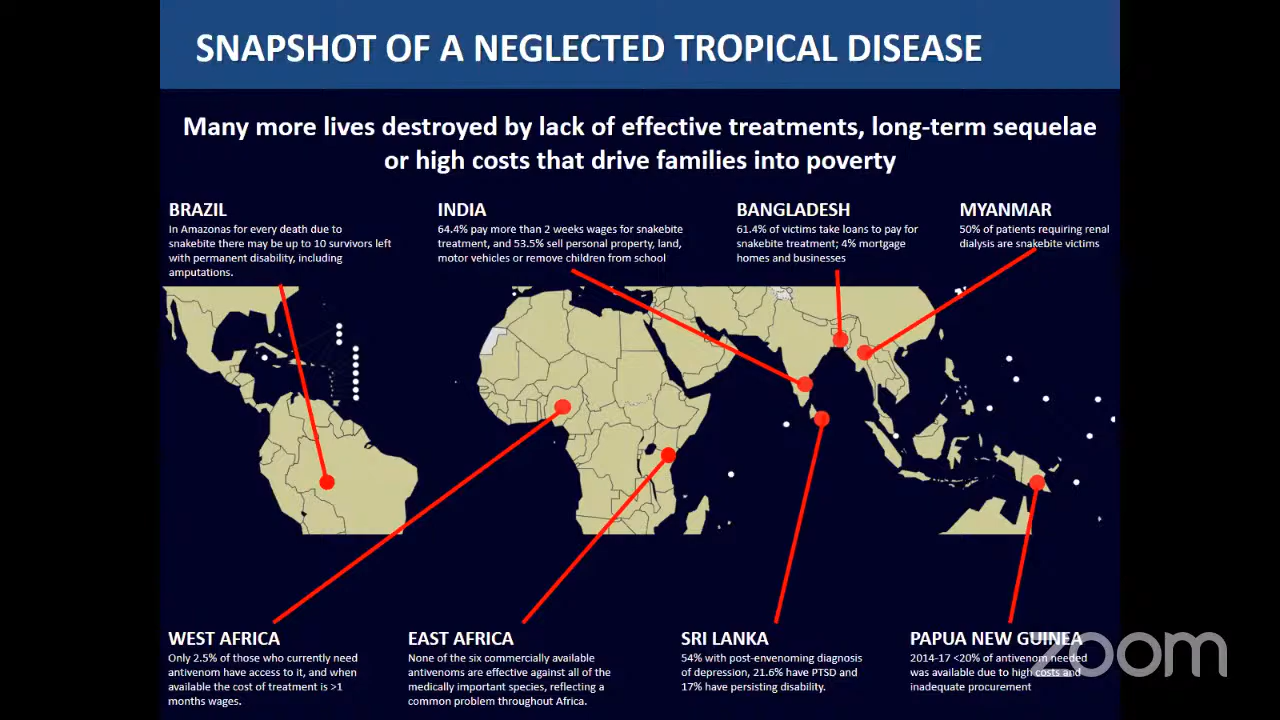 SNAPSHOT OF A NEGLECTED TROPICAL DISEASE
Many more lives destroyed by lack of effective treatments, long-term sequelae
or high costs that drive families into poverty
BRAZIL
In Amazonas for every death due to
snakebite there may be up to 10 survivors left
with permanent disability, including
amputations.
INDIA
64.4% pay more than 2 weeks wages for snakebite
treatment, and 53.5% sell personal property, land,
motor vehicles or remove children from school
BANGLADESH
61.4% of victims take loans to pay for
snakebite treatment; 4% mortgage
homes and businesses
MYANMAR
50% of patients requiring renal
dialysis are snakebite victims
WEST AFRICA
Only 2.5% of those who currently need
antivenom have access to it, and when
available the cost of treatment is >1
months wages.
EAST AFRICA
None of the six commercially available
antivenoms are effective against all of the
medically important species, reflecting a
common problem throughout Africa.
SRI LANKA
54% with post-envenoming diagnosis
of depression, 21.6% have PTSD and
17% have persisting disability.
PAPUA NEW GUINEA
2014-17 <20% of antivenom needed
was available due to high costs and
inadequate procurement
zoom